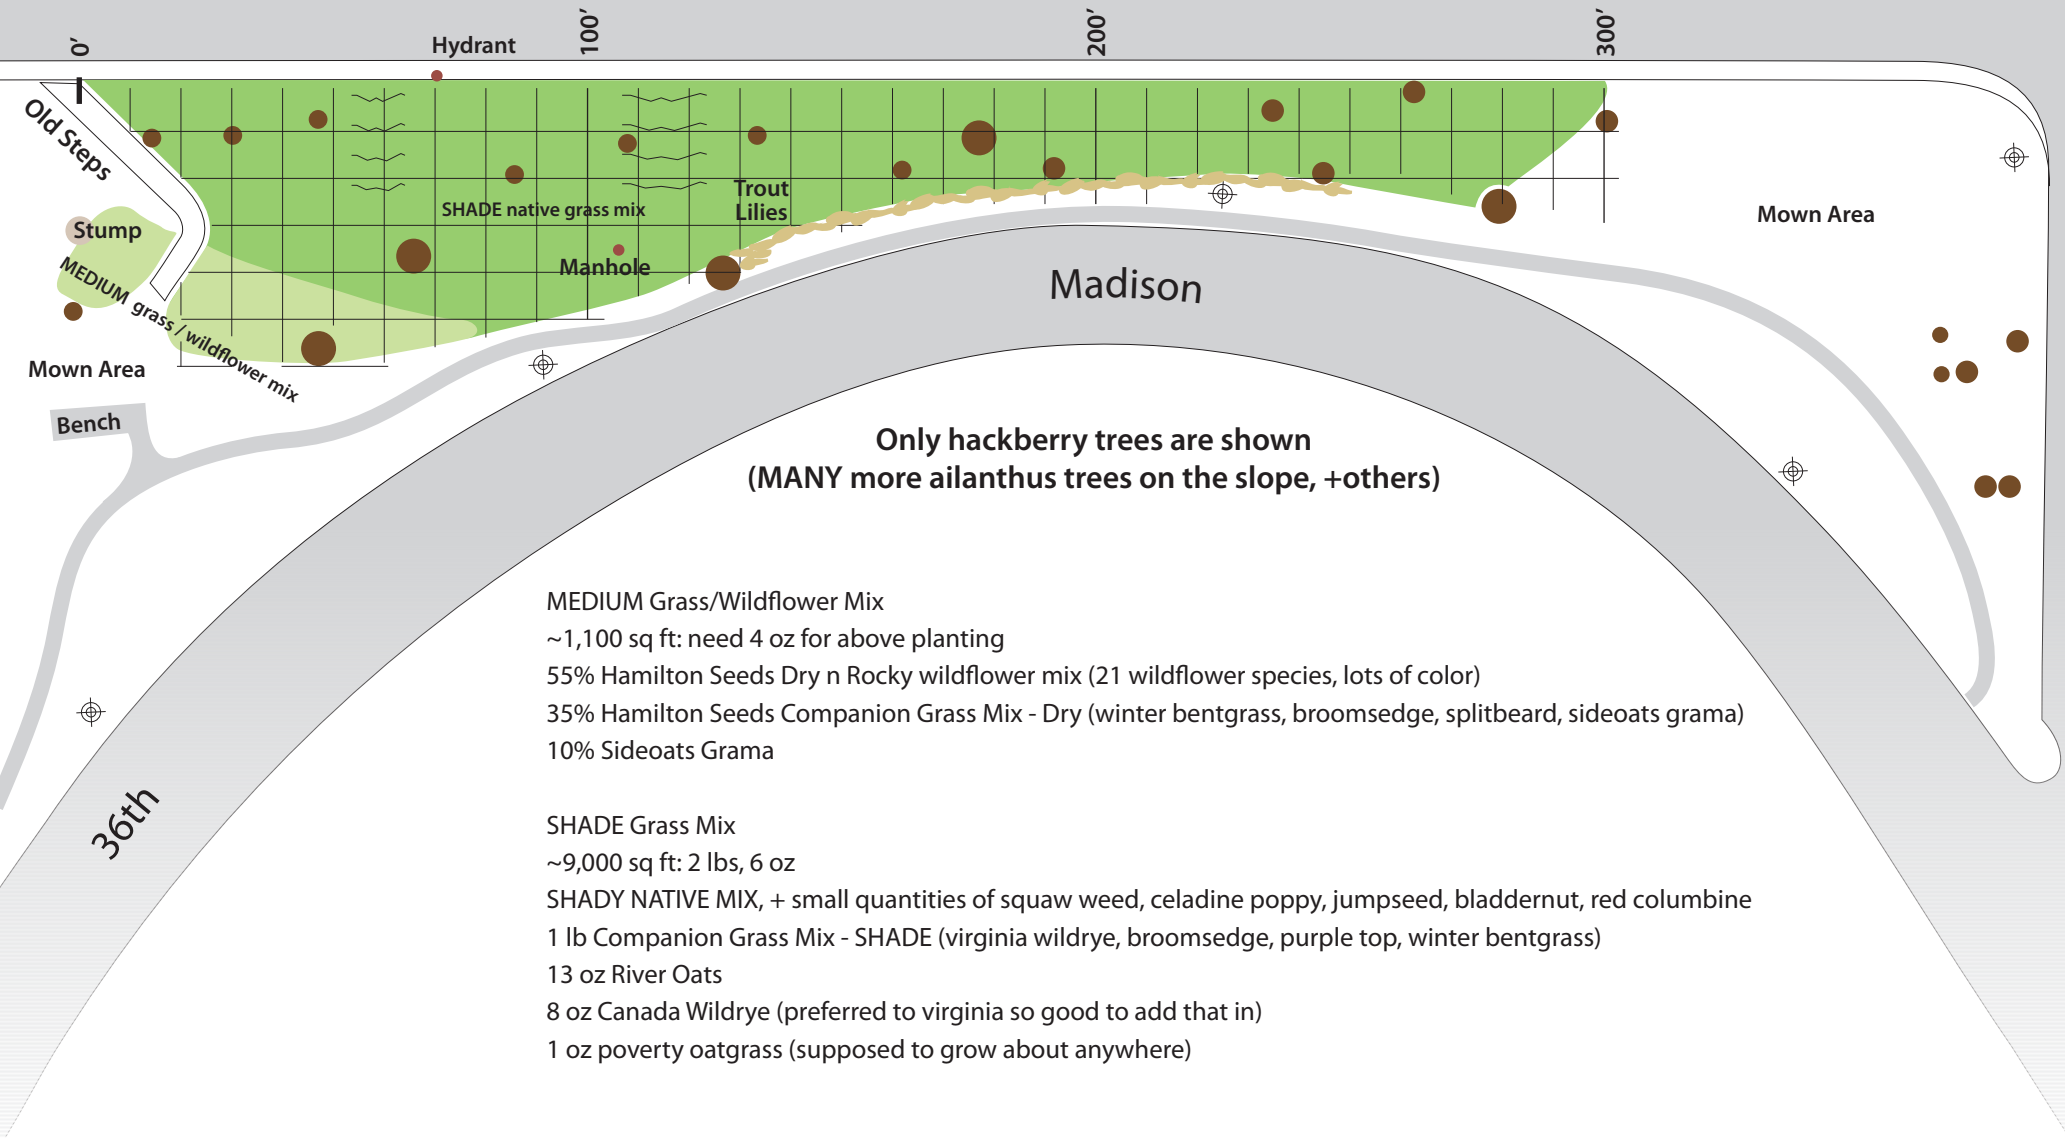 0'
100'
200'
300'
Hydrant
Old Steps
Trout
Lilies
SHADE native grass mix
Stump
Manhole
MEDIUM grass / wildflower mix
Mown Area
Mown Area
Bench
Madison
36th
Only hackberry trees are shown
(MANY more ailanthus trees on the slope, +others)
MEDIUM Grass/Wildflower Mix
~1,100 sq ft: need 4 oz for above planting
55% Hamilton Seeds Dry n Rocky wildflower mix (21 wildflower species, lots of color)
35% Hamilton Seeds Companion Grass Mix - Dry (winter bentgrass, broomsedge, splitbeard, sideoats grama)
10% Sideoats Grama
SHADE Grass Mix
~9,000 sq ft: 2 lbs, 6 oz
SHADY NATIVE MIX, + small quantities of squaw weed, celadine poppy, jumpseed, bladdernut, red columbine
1 lb Companion Grass Mix - SHADE (virginia wildrye, broomsedge, purple top, winter bentgrass)
13 oz River Oats
8 oz Canada Wildrye (preferred to virginia so good to add that in)
1 oz poverty oatgrass (supposed to grow about anywhere)